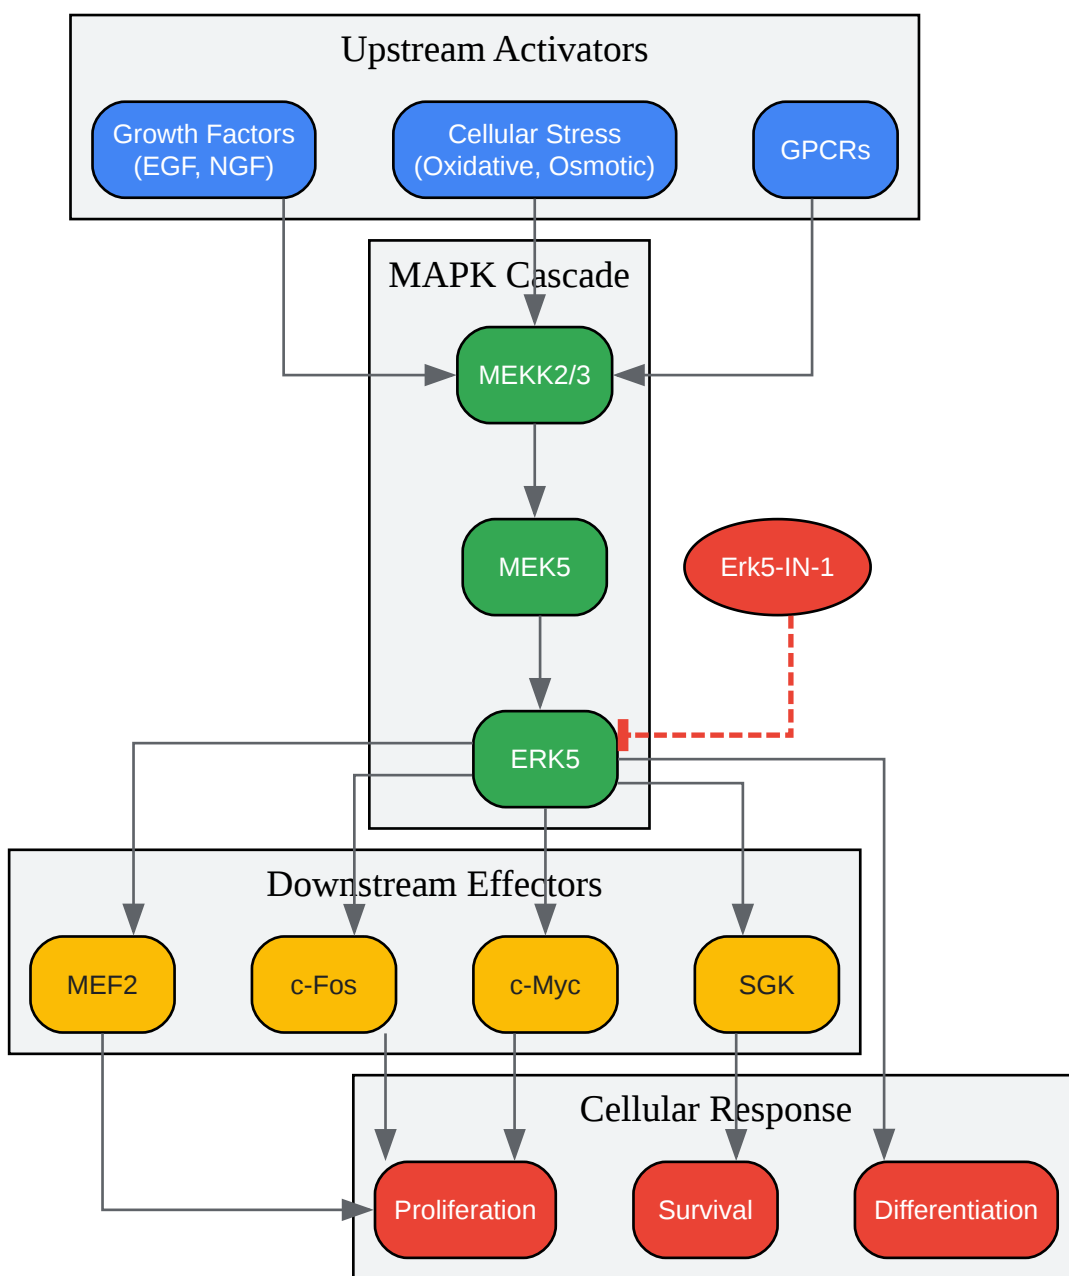 Upstream Activators
Growth Factors
(EGF, NGF)
Cellular Stress
(Oxidative, Osmotic)
GPCRs
MAPK Cascade
MEKK2/3
MEK5
Erk5-IN-1
ERK5
Downstream Effectors
MEF2
c-Fos
c-Myc
SGK
Cellular Response
Proliferation
Survival
Differentiation